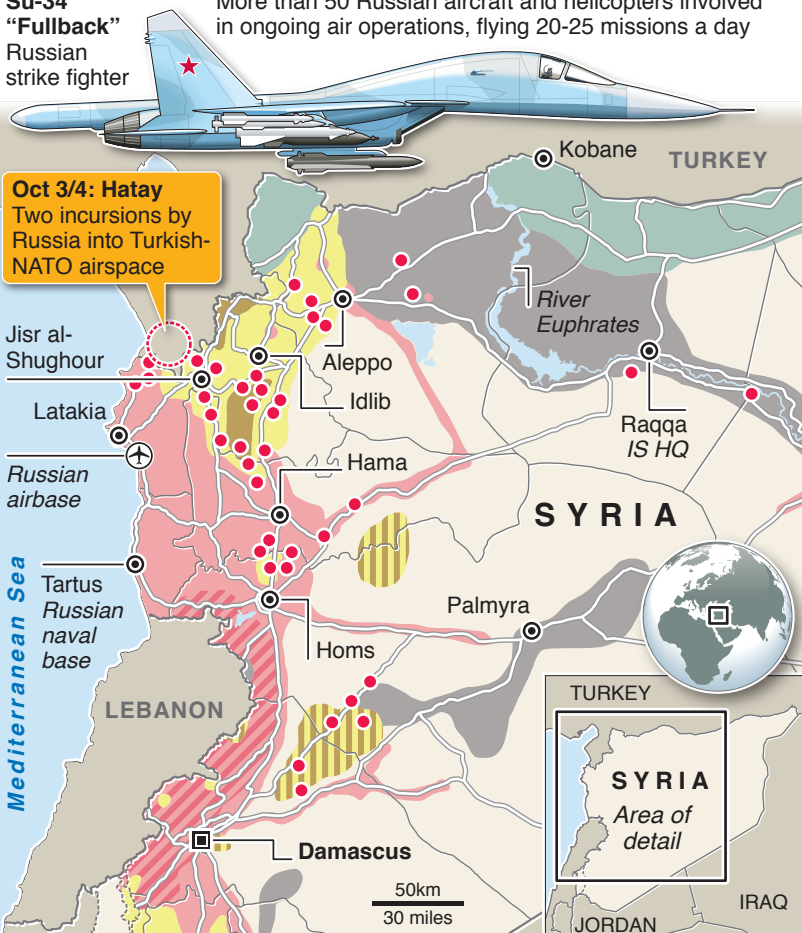 Su-34
“Fullback”
Russian
strike fighter
More than 50 Russian aircraft and helicopters involved
in ongoing air operations, flying 20-25 missions a day
Kobane
TURKEY
Oct 3/4: Hatay
Two incursions by
Russia into Turkish-
NATO airspace
River
Euphrates
Jisr al-
Shughour
Aleppo
Idlib
Latakia
Raqqa
IS HQ
Russian
airbase
Hama
SYRIA
Mediterranean Sea
Tartus
Russian
naval
base
Palmyra
Homs
LEBANON
TURKEY
SYRIA
Area of
detail
Damascus
50km
30 miles
IRAQ
JORDAN